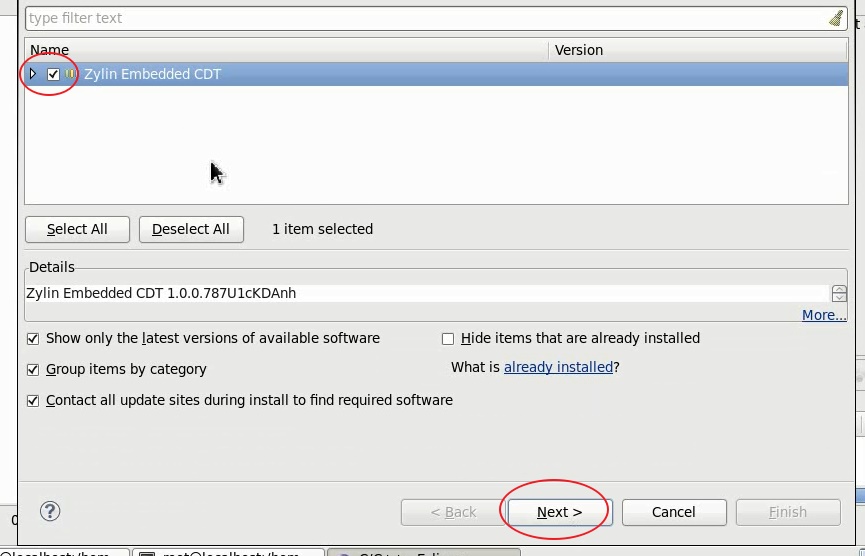 type filter text
Name Version
Zylin Embedded CDT
Select All Deselect All 1 item selected
Details
Zylin Embedded CDT 1.0.0.787U1cKDAnh
More...
Show only the latest versions of available software Hide items that are already installed
Group items by category What is already installed?
Contact all update sites during install to find required software
? < Back Next > Cancel Finish